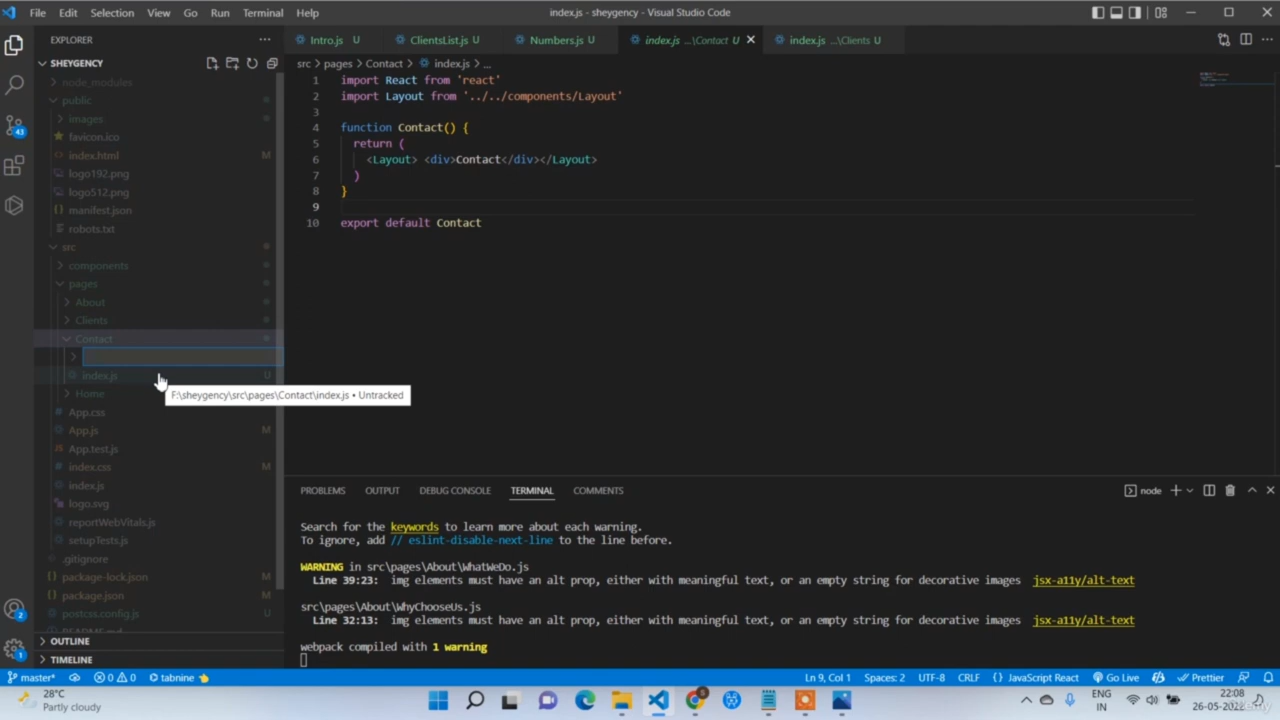 File Edit Selection View Go Run Terminal Help
index.js - sheygency - Visual Studio Code
EXPLORER
Intro.js U
ClientsList.js U
Numbers.js U
index.js ...\Contact U
index.js ...\Clients U
SHEYGENCY
src > pages > Contact > index.js > ...
node_modules
public
images
favicon.ico
index.html M
logo192.png
logo512.png
manifest.json
robots.txt
src
components
pages
About
Clients
Contact
index.js U
F:\sheygency\src\pages\Contact\index.js • Untracked
Home
App.css
App.js M
App.test.js
index.css M
index.js
logo.svg
reportWebVitals.js
setupTests.js
.gitignore
package-lock.json M
package.json M
postcss.config.js U
README.md
OUTLINE
TIMELINE
1 import React from 'react'
2 import Layout from '../../components/Layout'
3
4 function Contact() {
5 return (
6 <Layout> <div>Contact</div></Layout>
7 )
8 }
9
10 export default Contact
PROBLEMS OUTPUT DEBUG CONSOLE TERMINAL COMMENTS
node
Search for the keywords to learn more about each warning.
To ignore, add // eslint-disable-next-line to the line before.
WARNING in src\pages\About\WhatWeDo.js
Line 39:23: img elements must have an alt prop, either with meaningful text, or an empty string for decorative images jsx-a11y/alt-text
src\pages\About\WhyChooseUs.js
Line 32:13: img elements must have an alt prop, either with meaningful text, or an empty string for decorative images jsx-a11y/alt-text
webpack compiled with 1 warning
43
2
1
master* 0 0 tabnine
Ln 9, Col 1 Spaces: 2 UTF-8 CRLF JavaScript React Go Live Prettier
28°C
Partly cloudy
ENG
IN
22:08
26-05-2022